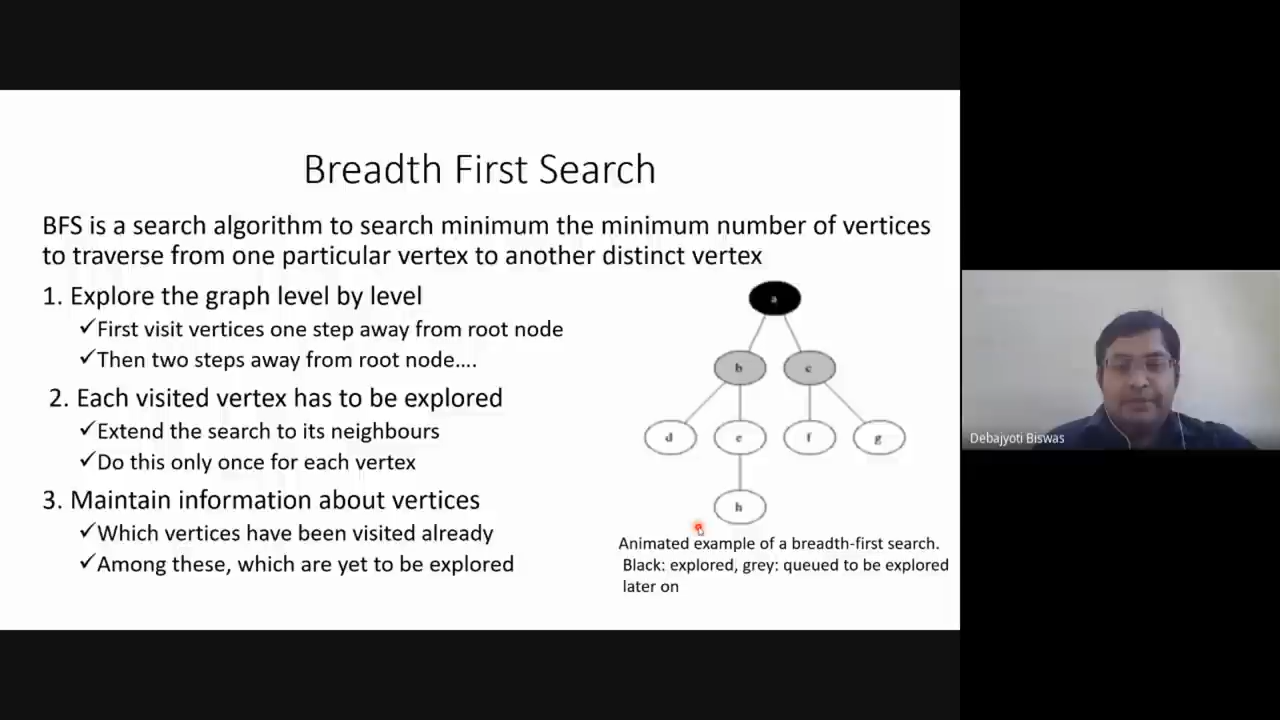 Breadth First Search
BFS is a search algorithm to search minimum the minimum number of vertices
to traverse from one particular vertex to another distinct vertex
1. Explore the graph level by level
✓First visit vertices one step away from root node
✓Then two steps away from root node....
2. Each visited vertex has to be explored
✓Extend the search to its neighbours
✓Do this only once for each vertex
3. Maintain information about vertices
✓Which vertices have been visited already
✓Among these, which are yet to be explored
a
b c
d e f g
h
Animated example of a breadth-first search.
Black: explored, grey: queued to be explored
later on
Debajyoti Biswas